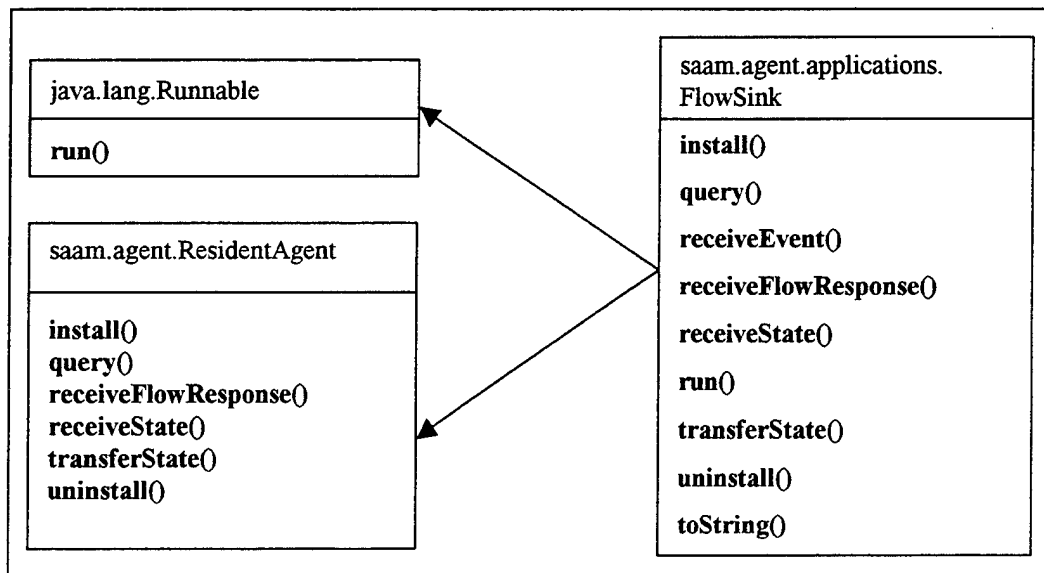 java.lang.Runnable
run()
saam.agent.ResidentAgent
install()
query()
receiveFlowResponse()
receiveState()
transferState()
uninstall()
saam.agent.applications.
FlowSink
install()
query()
receiveEvent()
receiveFlowResponse()
receiveState()
run()
transferState()
uninstall()
toString()